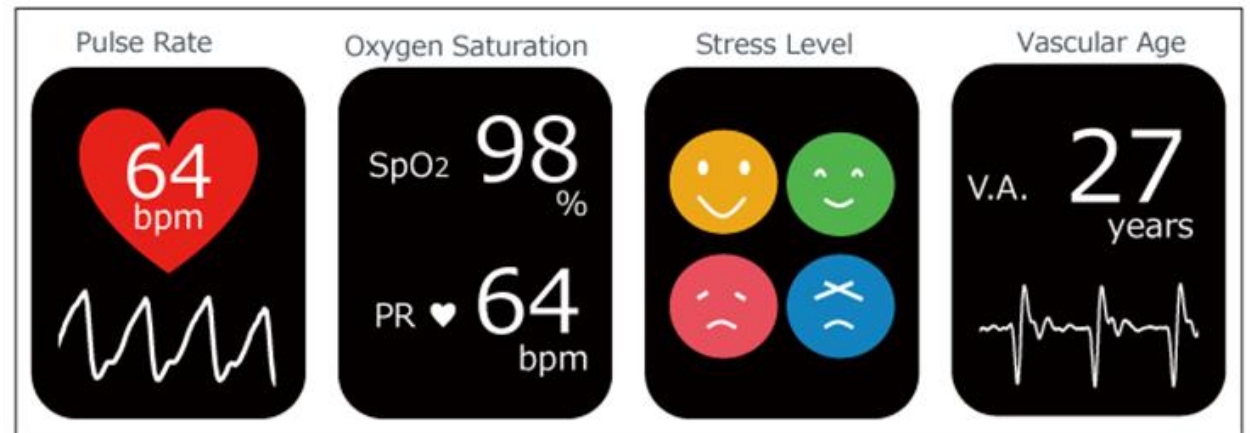 Pulse Rate
64
bpm
Oxygen Saturation
SpO2 98
%
PR ♥ 64
bpm
Stress Level
Vascular Age
V.A. 27
years